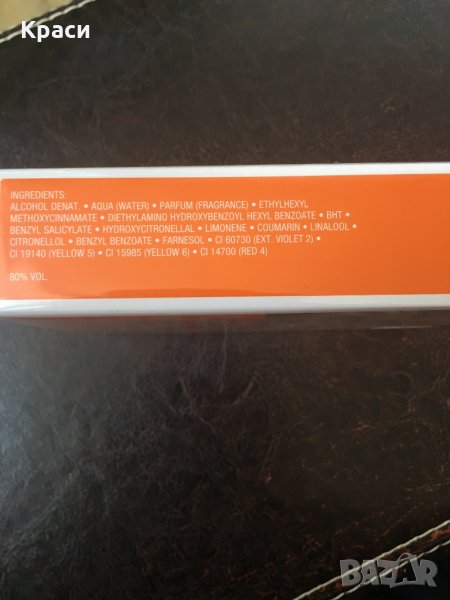 Краси
INGREDIENTS:
ALCOHOL DENAT. • AQUA (WATER) • PARFUM (FRAGRANCE) • ETHYLHEXYL
METHOXYCINNAMATE • DIETHYLAMINO HYDROXYBENZOYL HEXYL BENZOATE • BHT •
BENZYL SALICYLATE • HYDROXYCITRONELLAL • LIMONENE • COUMARIN • LINALOOL •
CITRONELLOL • BENZYL BENZOATE • FARNESOL • CI 60730 (EXT. VIOLET 2) •
CI 19140 (YELLOW 5) • CI 15985 (YELLOW 6) • CI 14700 (RED 4)
80% VOL.
BAZAR